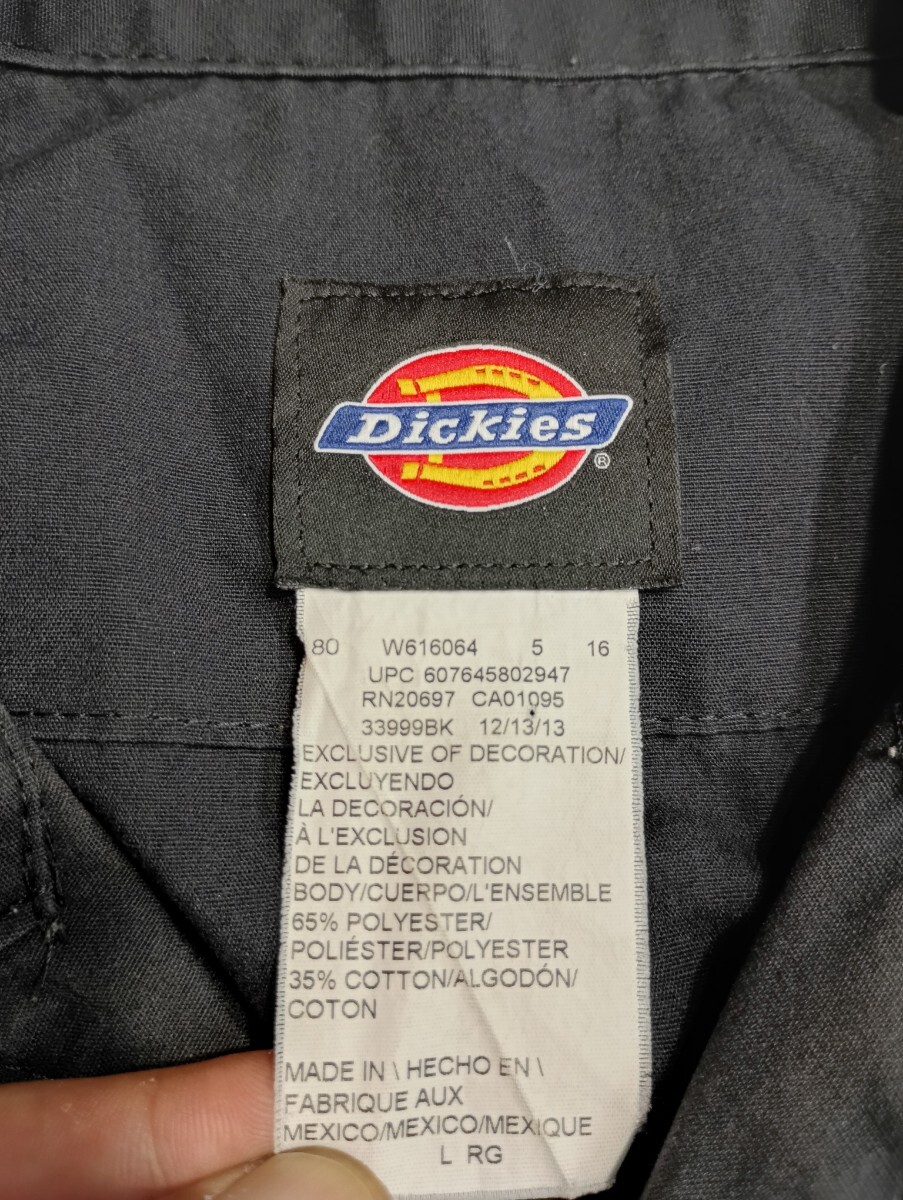 Dickies®
80 W616064 5 16
UPC 607645802947
RN20697 CA01095
33999BK 12/13/13
EXCLUSIVE OF DECORATION/
EXCLUYENDO
LA DECORACIÓN/
À L'EXCLUSION
DE LA DÉCORATION
BODY/CUERPO/L'ENSEMBLE
65% POLYESTER/
POLIÉSTER/POLYESTER
35% COTTON/ALGODÓN/
COTON
MADE IN \ HECHO EN \
FABRIQUE AUX
MEXICO/MEXICO/MEXIQUE
L RG